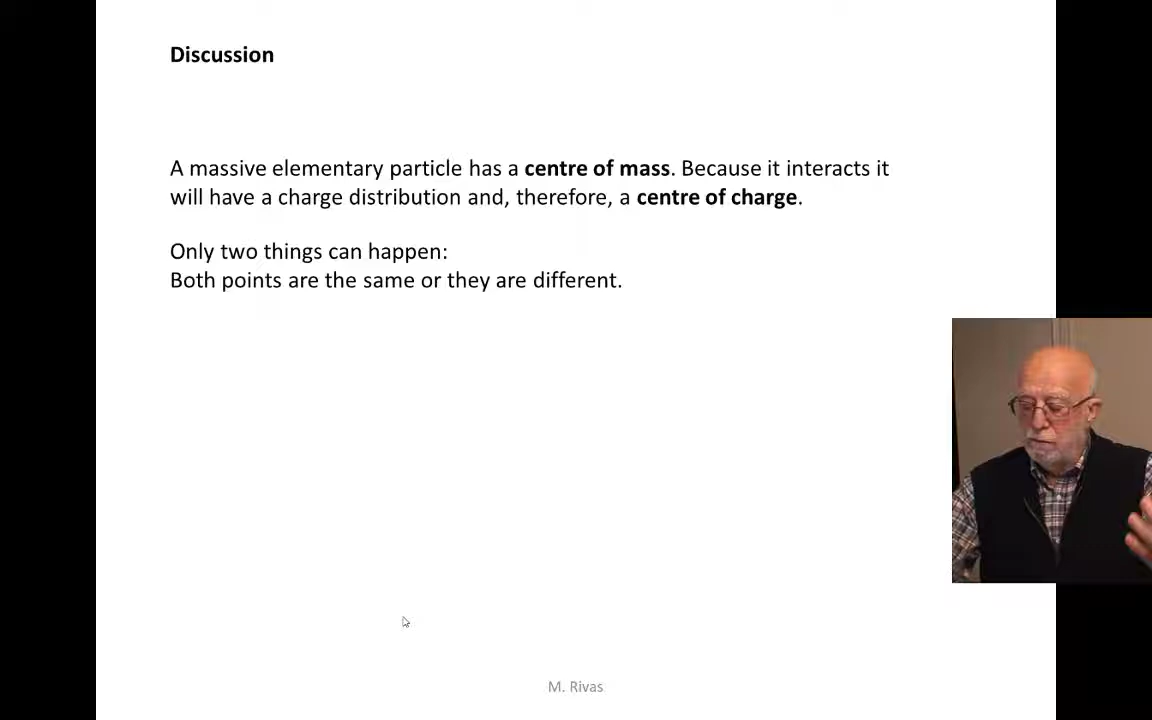 Discussion
A massive elementary particle has a centre of mass. Because it interacts it
will have a charge distribution and, therefore, a centre of charge.
Only two things can happen:
Both points are the same or they are different.
M. Rivas